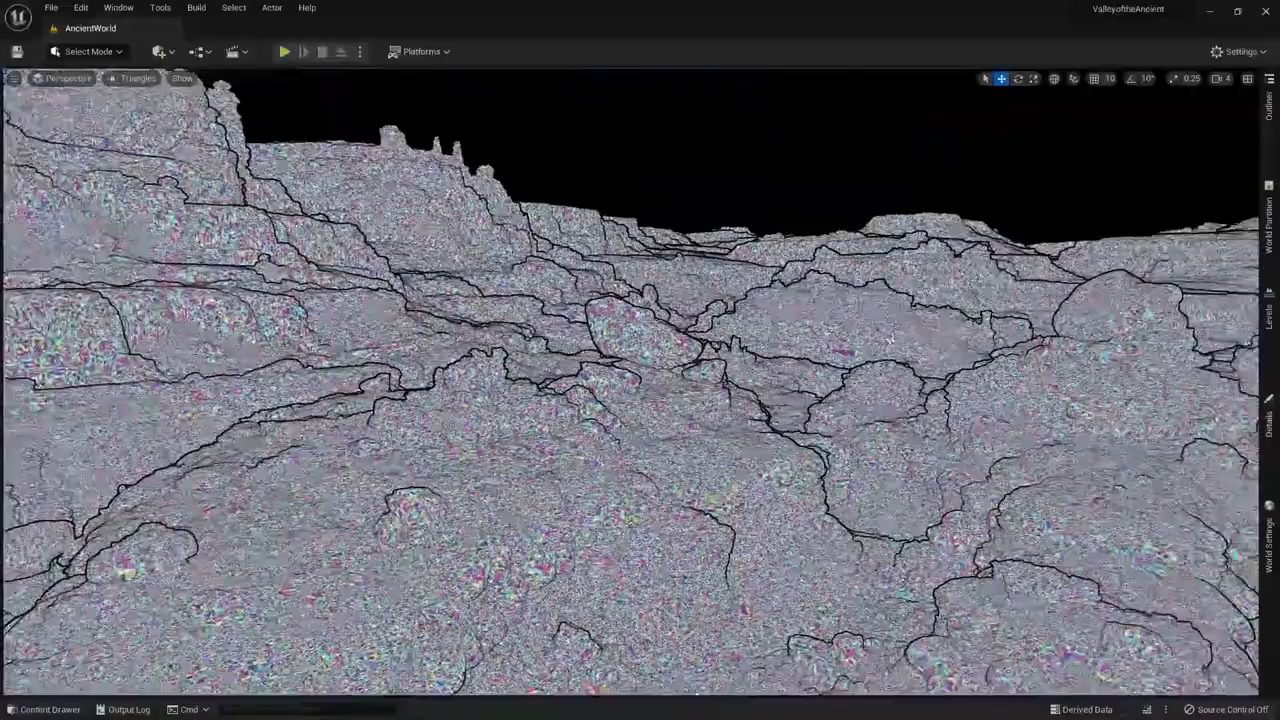 File Edit Window Tools Build Select Actor Help
ValleyoftheAncient
AncientWorld
Select Mode
Platforms
Settings
Perspective Triangles Show
10 10° 0.25 4
Outliner
World Partition
Levels
Details
World Settings
Content Drawer Output Log Cmd
Derived Data Source Control Off